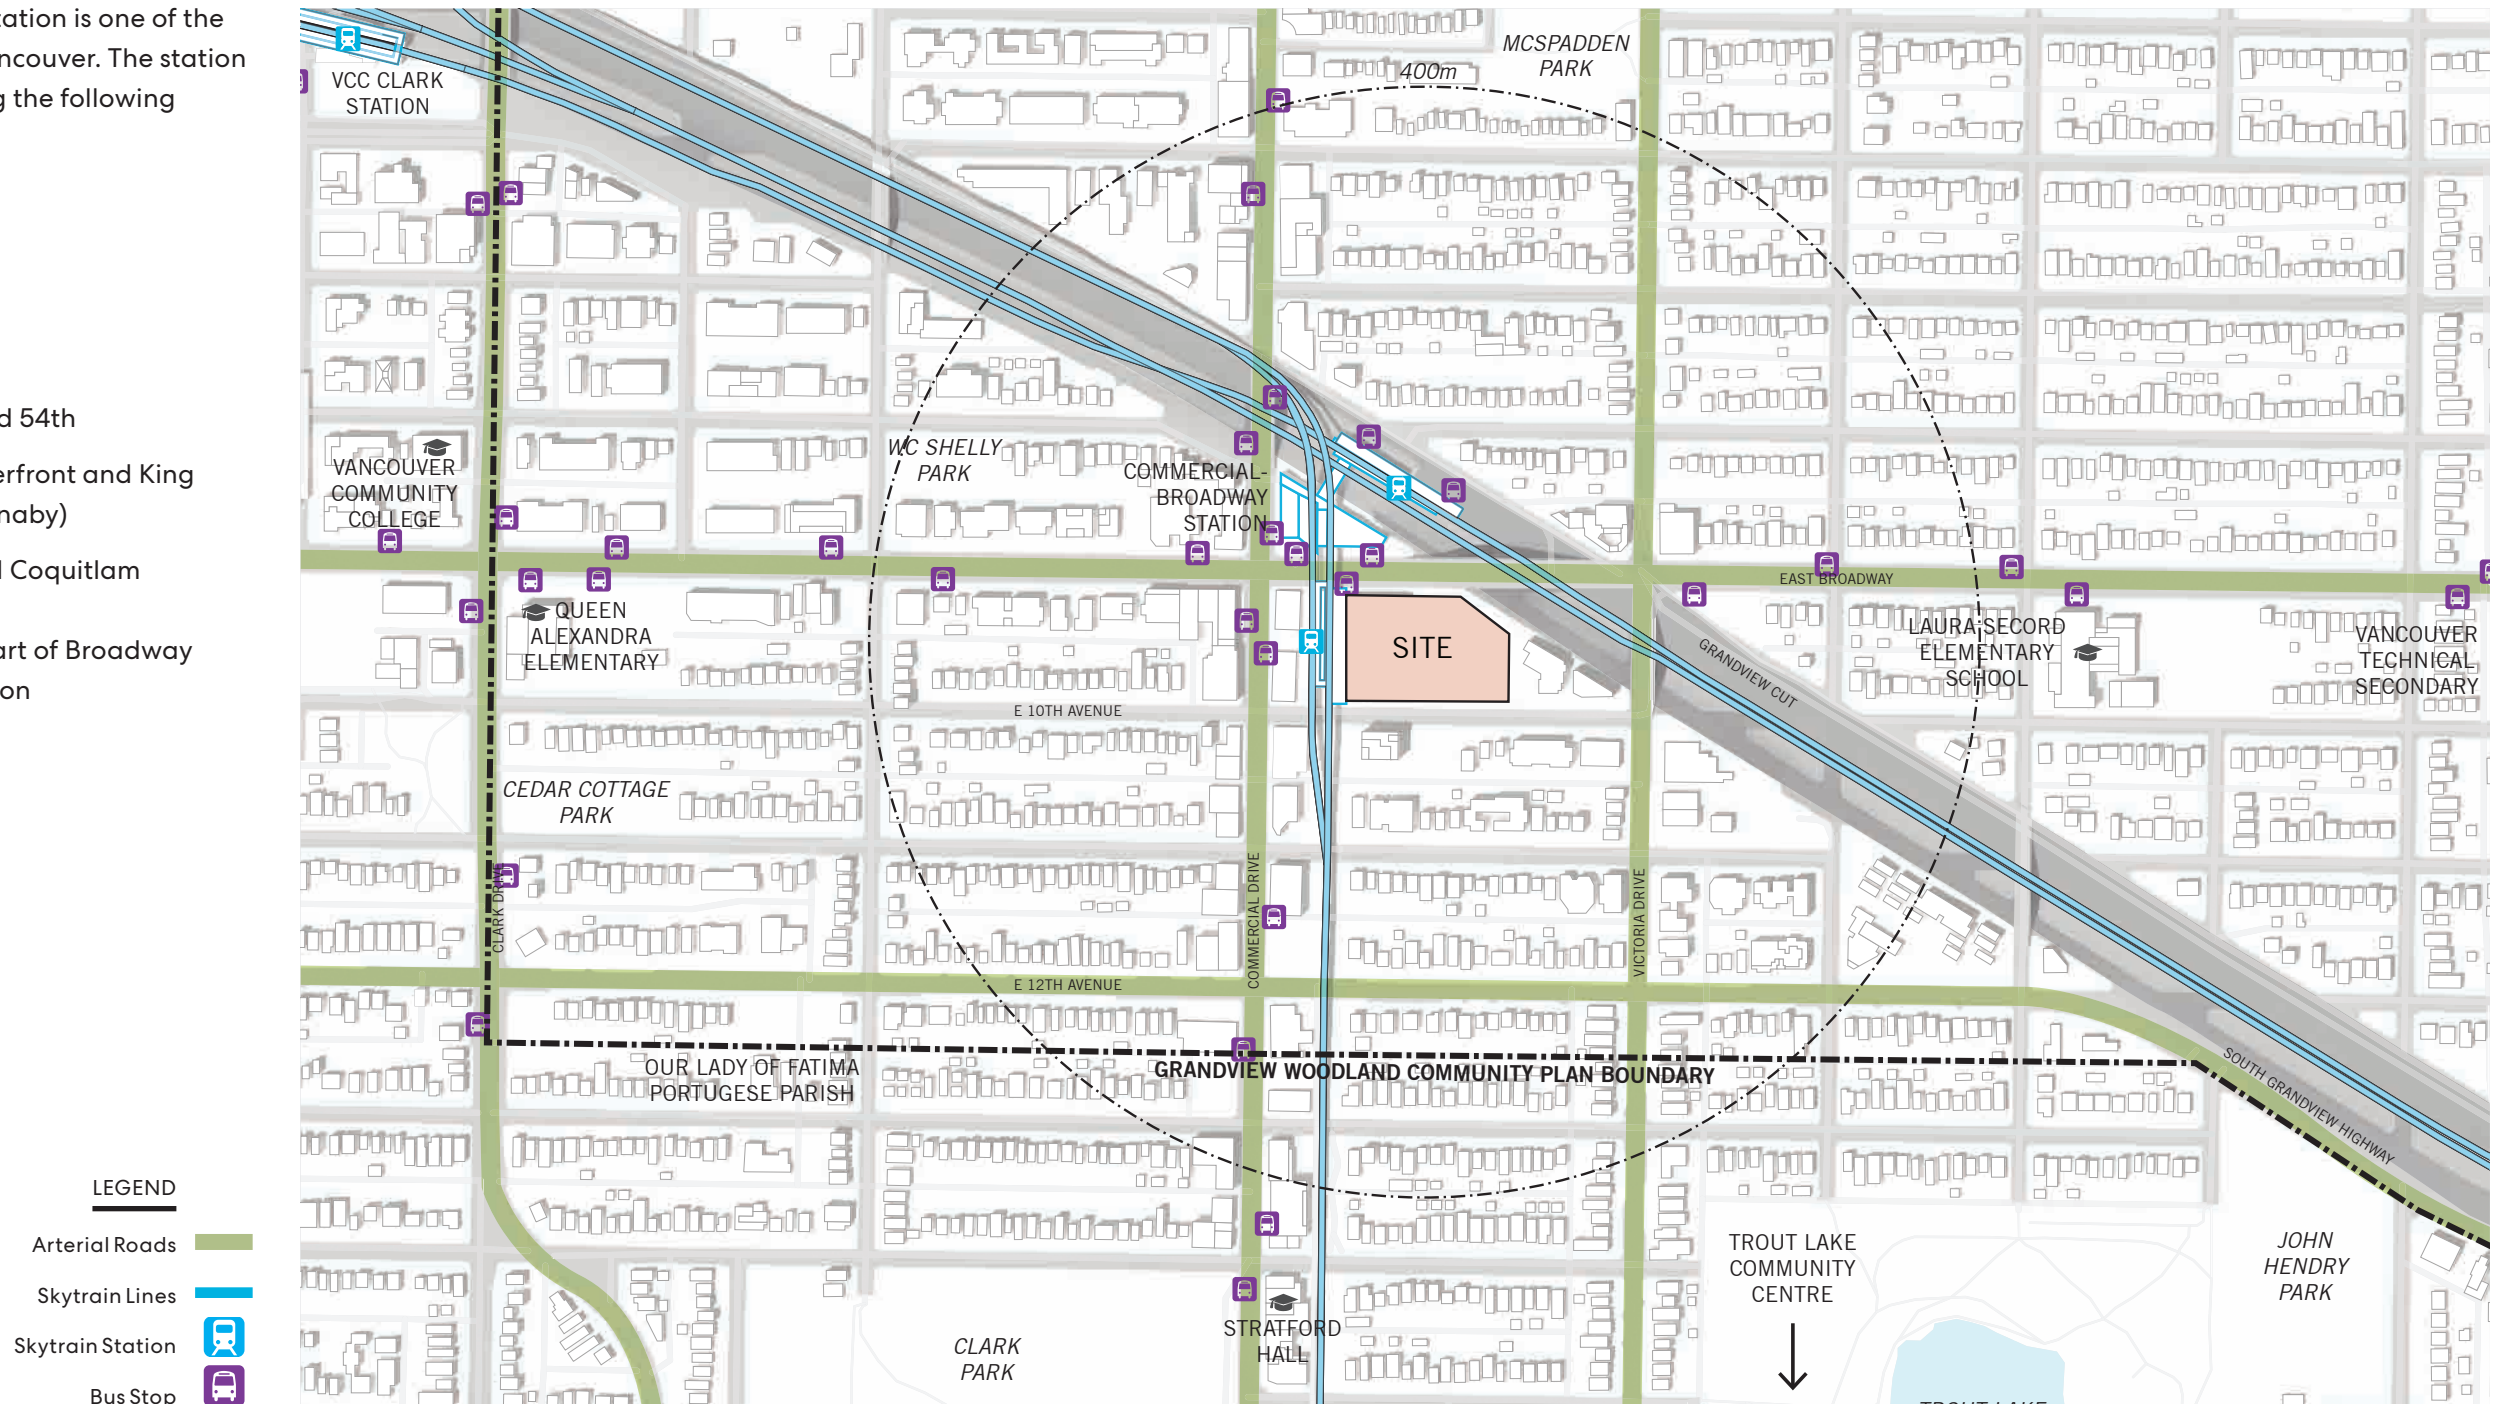 tation is one of the
ncouver. The station
g the following
d 54th
erfront and King
naby)
l Coquitlam
art of Broadway
on
LEGEND
Arterial Roads
Skytrain Lines
Skytrain Station
Bus Stop
VCC CLARK
STATION
MCSPADDEN
PARK
400m
VANCOUVER
COMMUNITY
COLLEGE
WC SHELLY
PARK
COMMERCIAL-
BROADWAY
STATION
EAST BROADWAY
QUEEN
ALEXANDRA
ELEMENTARY
SITE
GRANDVIEW CUT
LAURA SECORD
ELEMENTARY
SCHOOL
VANCOUVER
TECHNICAL
SECONDARY
E 10TH AVENUE
CEDAR COTTAGE
PARK
CLARK DRIVE
COMMERCIAL DRIVE
VICTORIA DRIVE
E 12TH AVENUE
OUR LADY OF FATIMA
PORTUGESE PARISH
GRANDVIEW WOODLAND COMMUNITY PLAN BOUNDARY
SOUTH GRANDVIEW HIGHWAY
TROUT LAKE
COMMUNITY
CENTRE
JOHN
HENDRY
PARK
CLARK
PARK
STRATFORD
HALL
TROUT LAKE